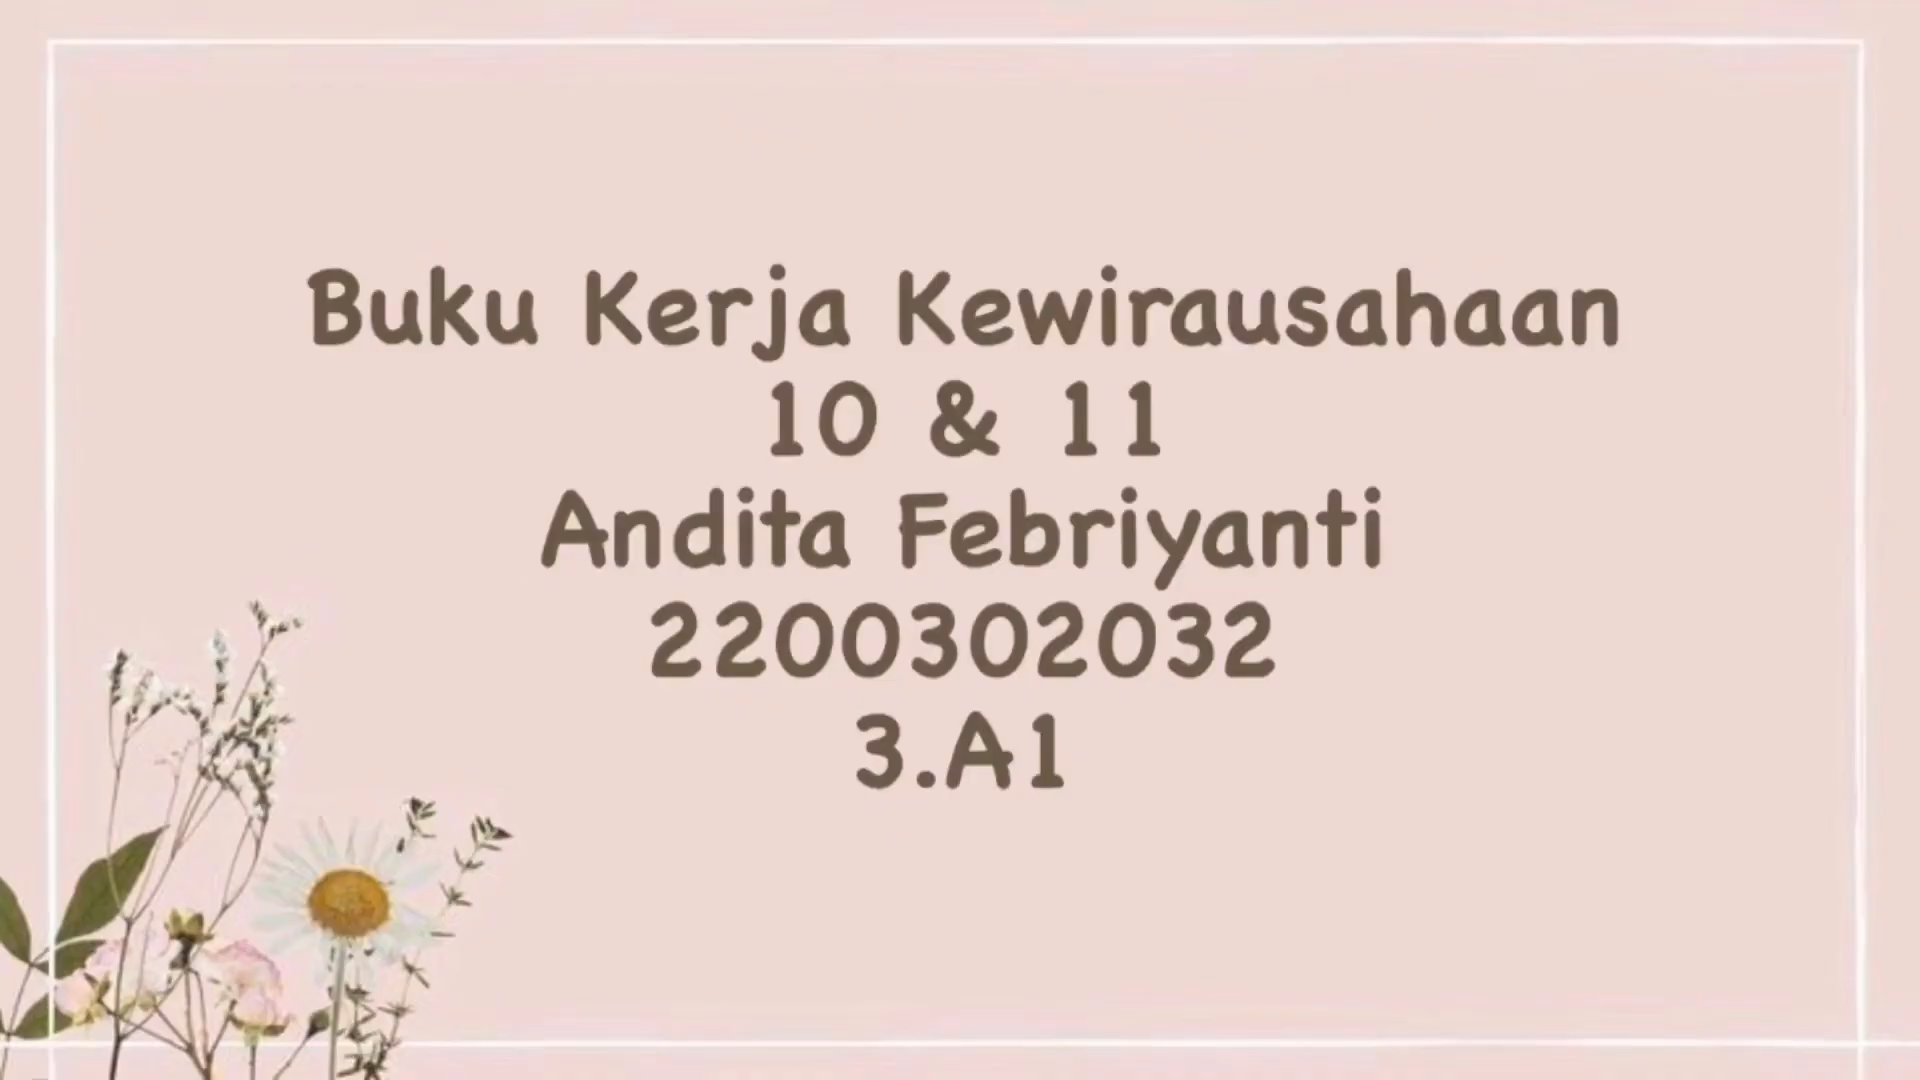 Buku Kerja Kewirausahaan
10 & 11
Andita Febriyanti
2200302032
3.A1